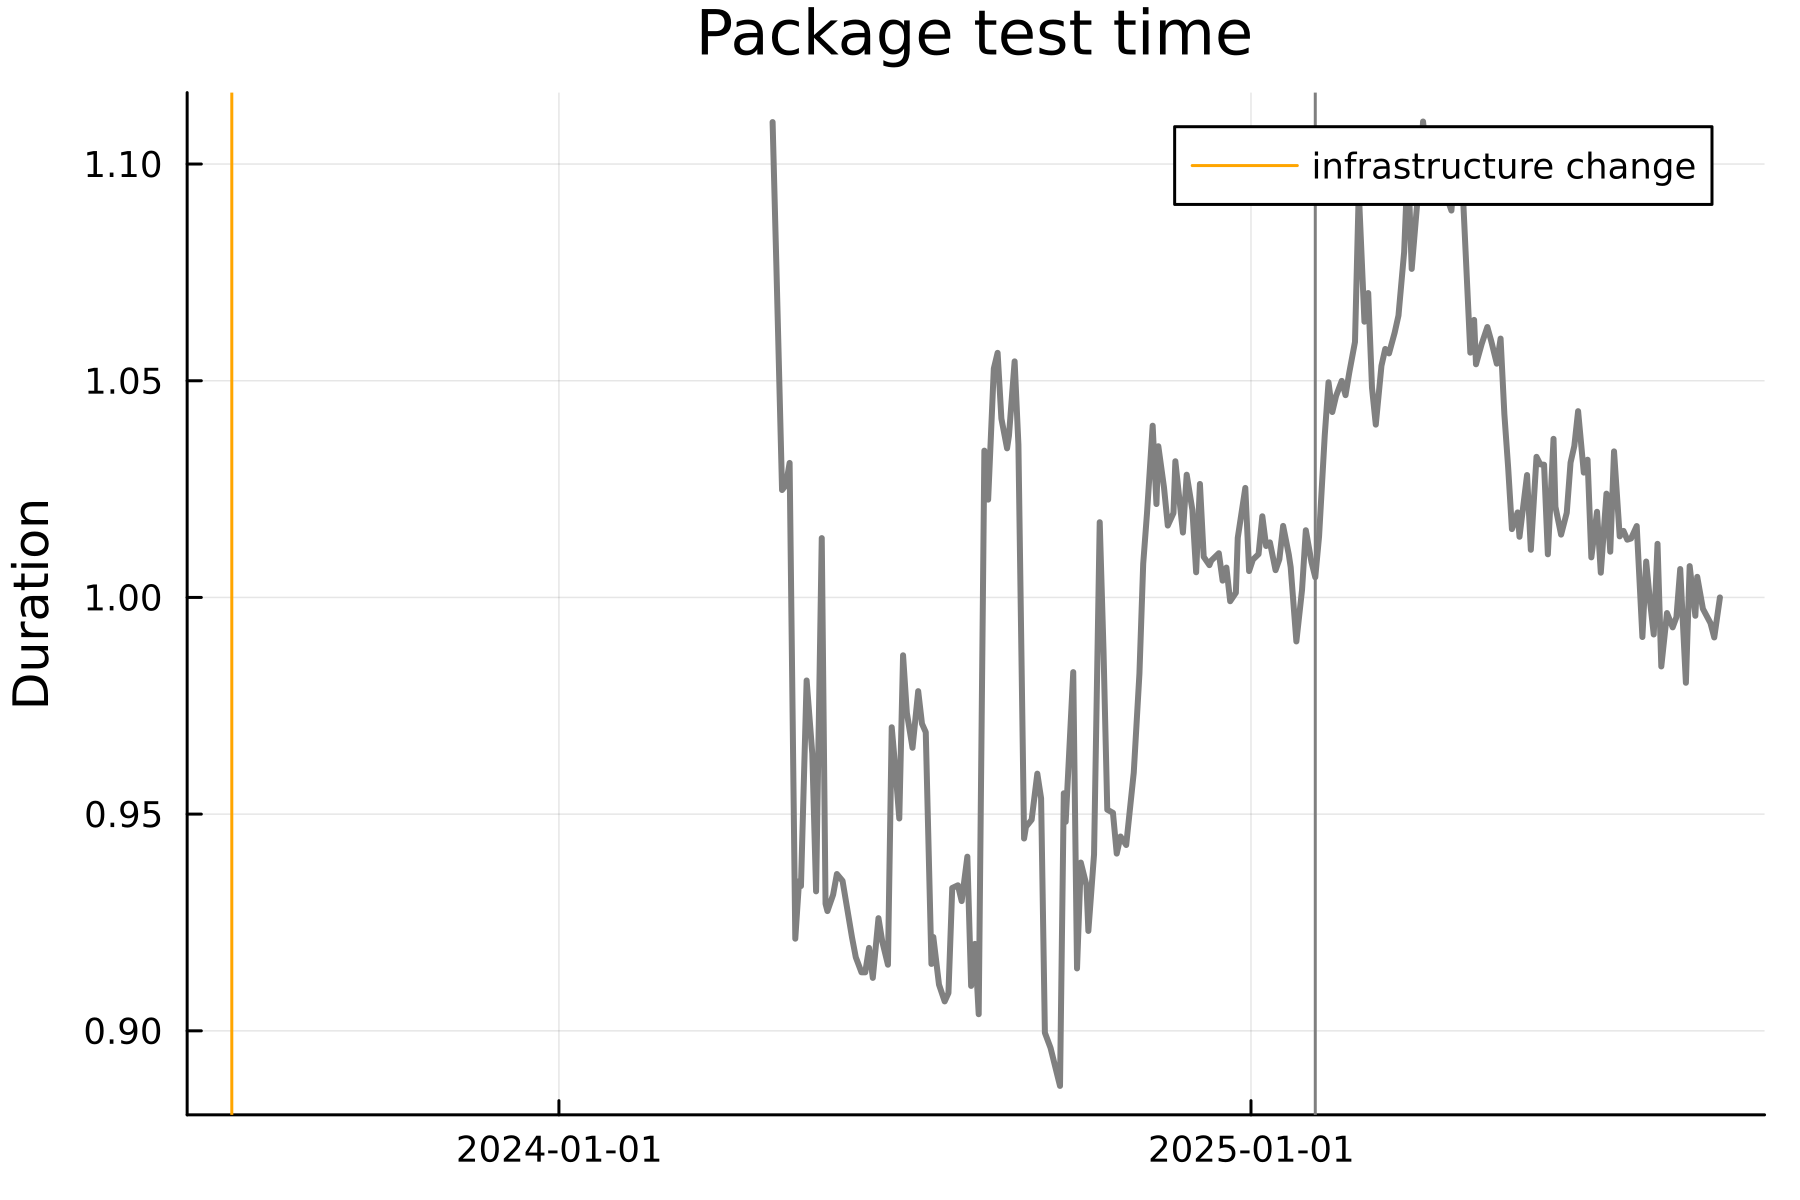 Package test time
infrastructure change
Duration
1.10
1.05
1.00
0.95
0.90
2024-01-01
2025-01-01